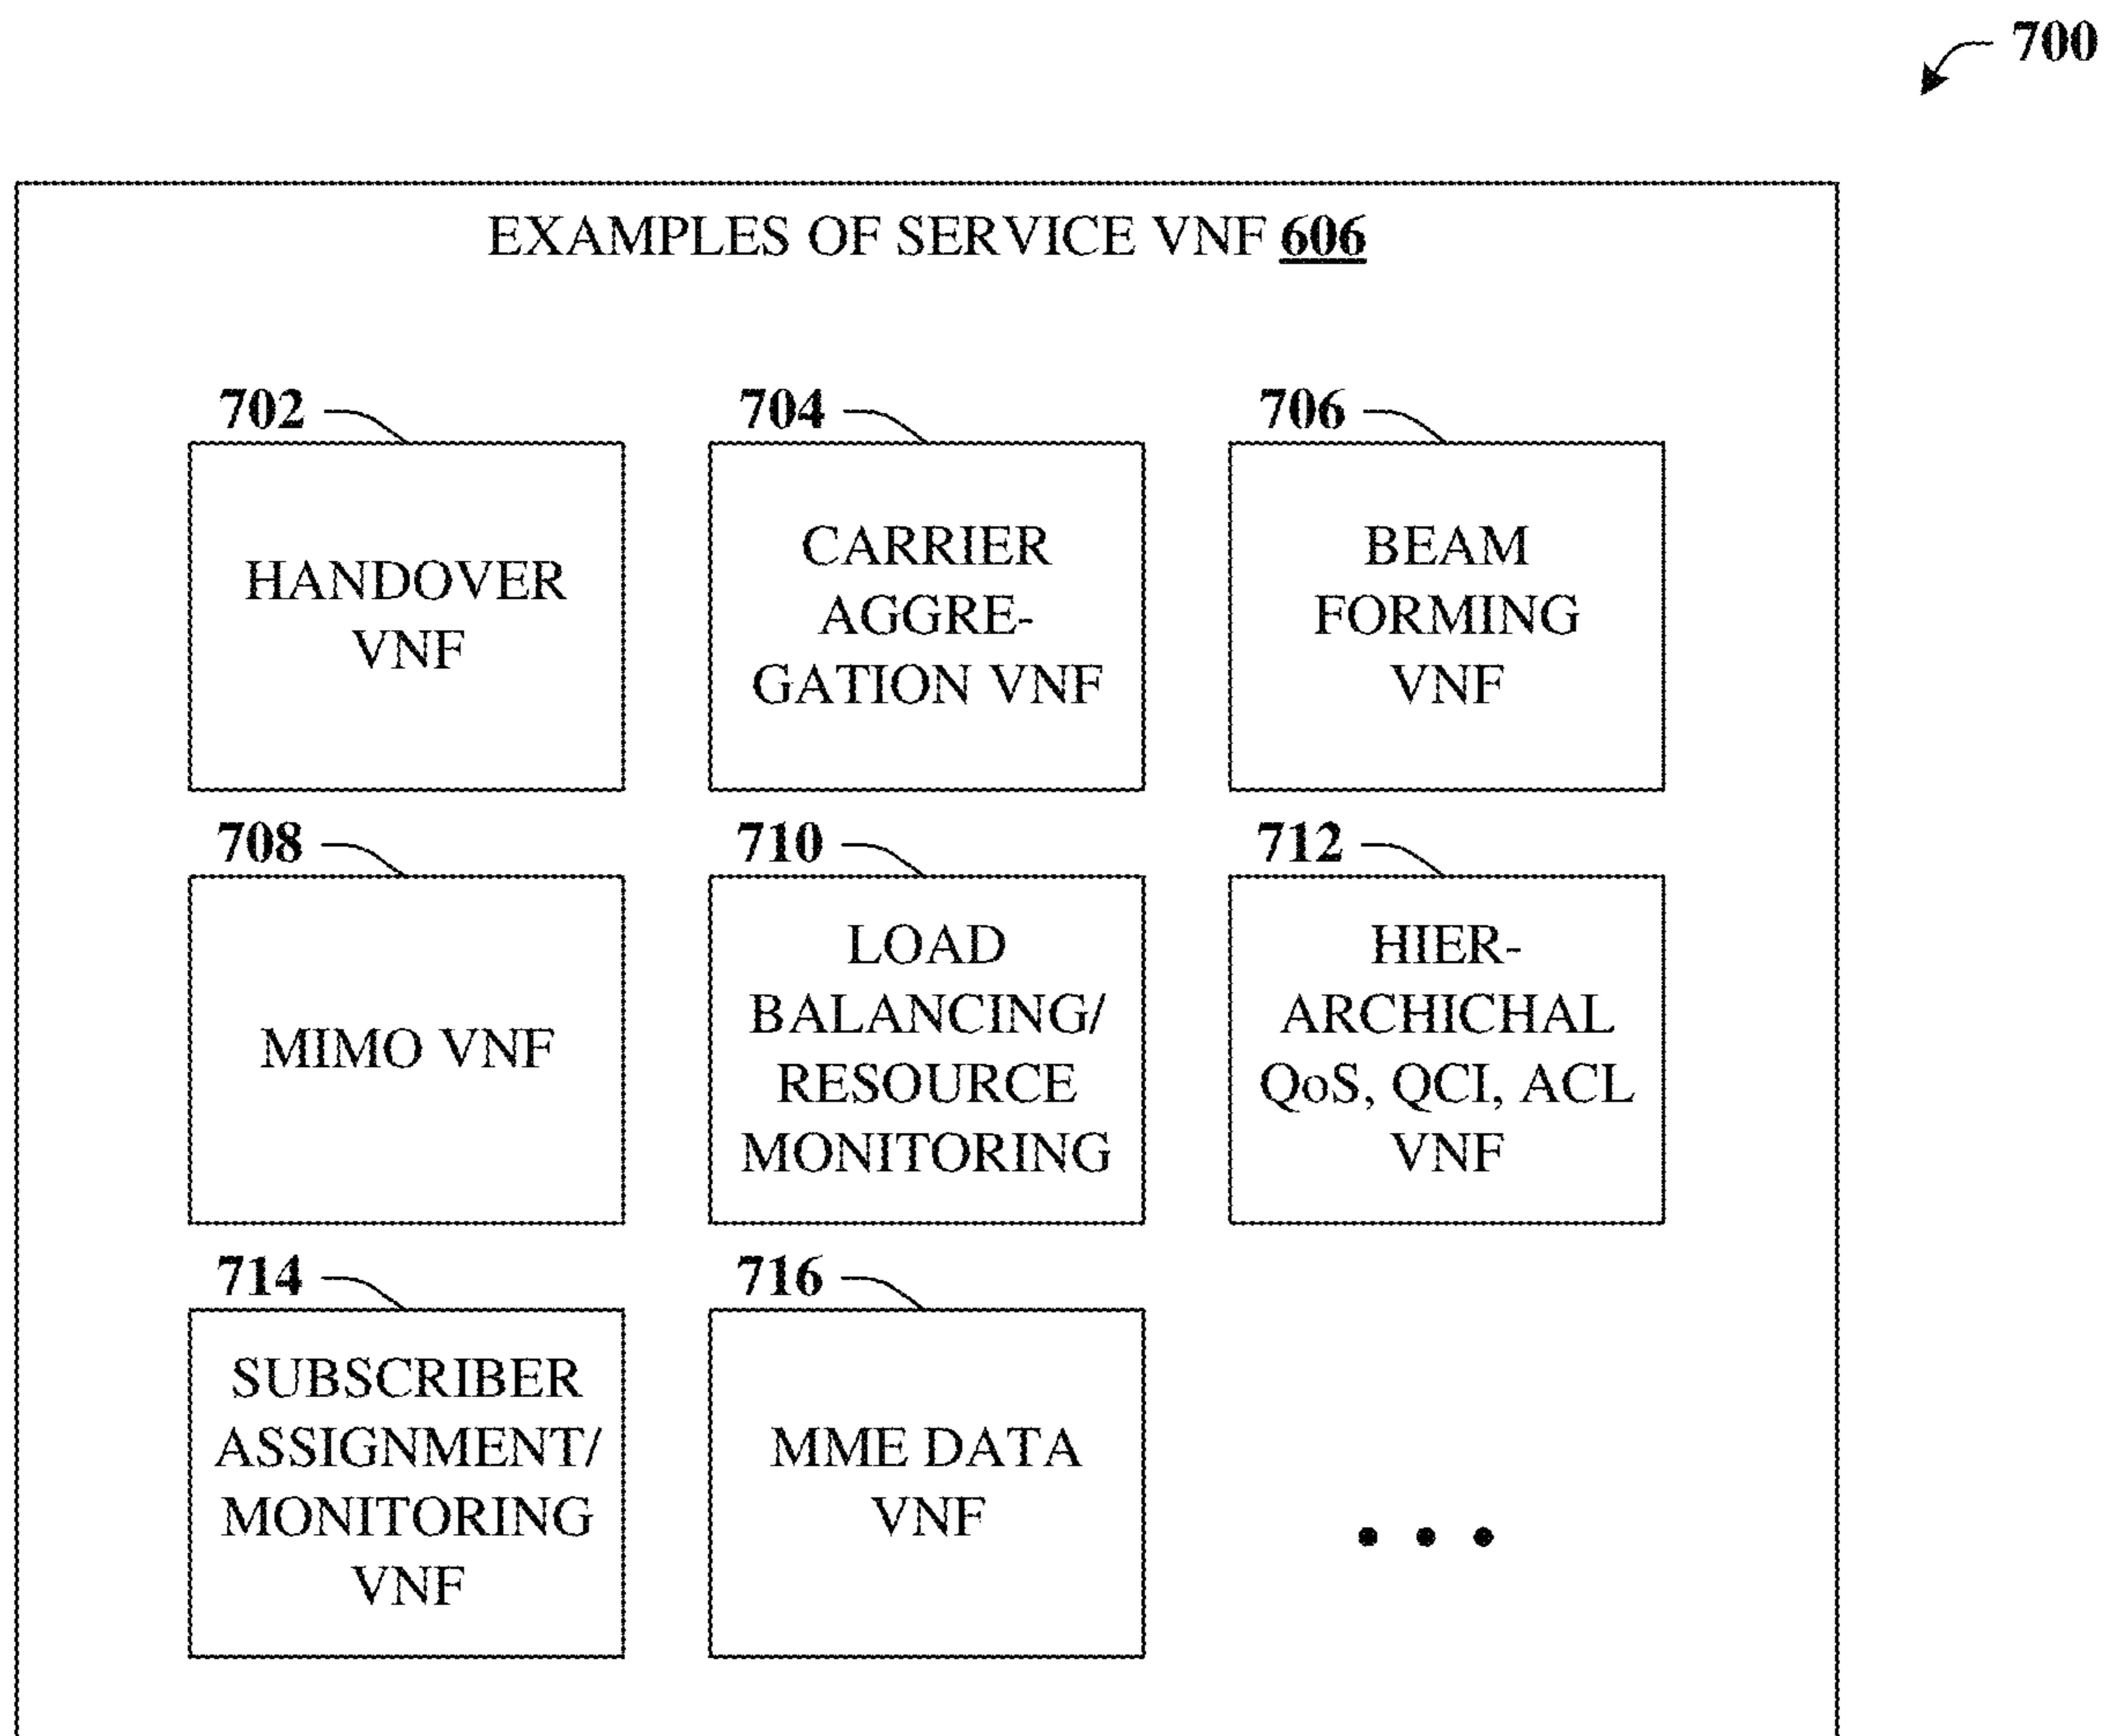 700
EXAMPLES OF SERVICE VNF 606
702
704
706
HANDOVER
VNF
CARRIER
AGGRE-
GATION VNF
BEAM
FORMING
VNF
708
710
712
MIMO VNF
LOAD
BALANCING/
RESOURCE
MONITORING
HIER-
ARCHICHAL
QoS, QCI, ACL
VNF
714
716
SUBSCRIBER
ASSIGNMENT/
MONITORING
VNF
MME DATA
VNF
• • •